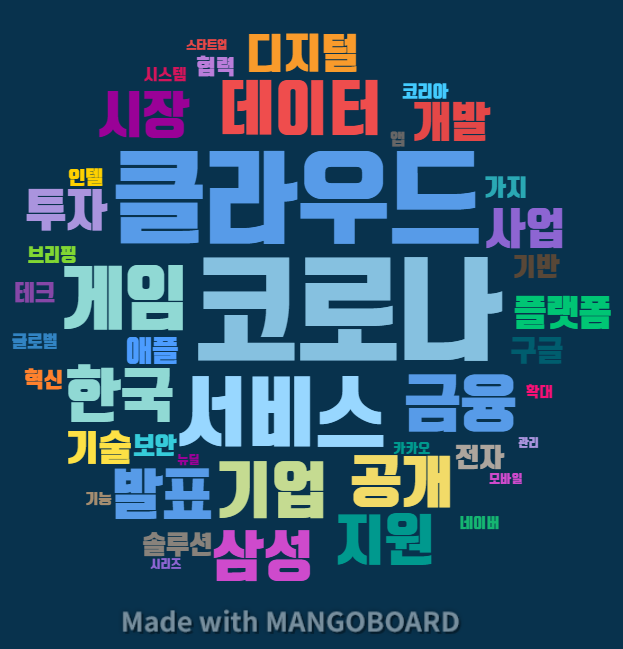 스타트업
디지털
협력
시스템
데이터
코리아
시장
개발
앱
클라우드
인텔
가지
투자
사업
브리핑
기반
게임
코로나
테크
플랫폼
글로벌
애플
구글
혁신
한국
서비스
금융
확대
기술
보안
뉴딜
카카오
전자
관리
발표
기업
공개
모바일
기능
지원
네이버
솔루션
삼성
시리즈
Made with MANGOBOARD